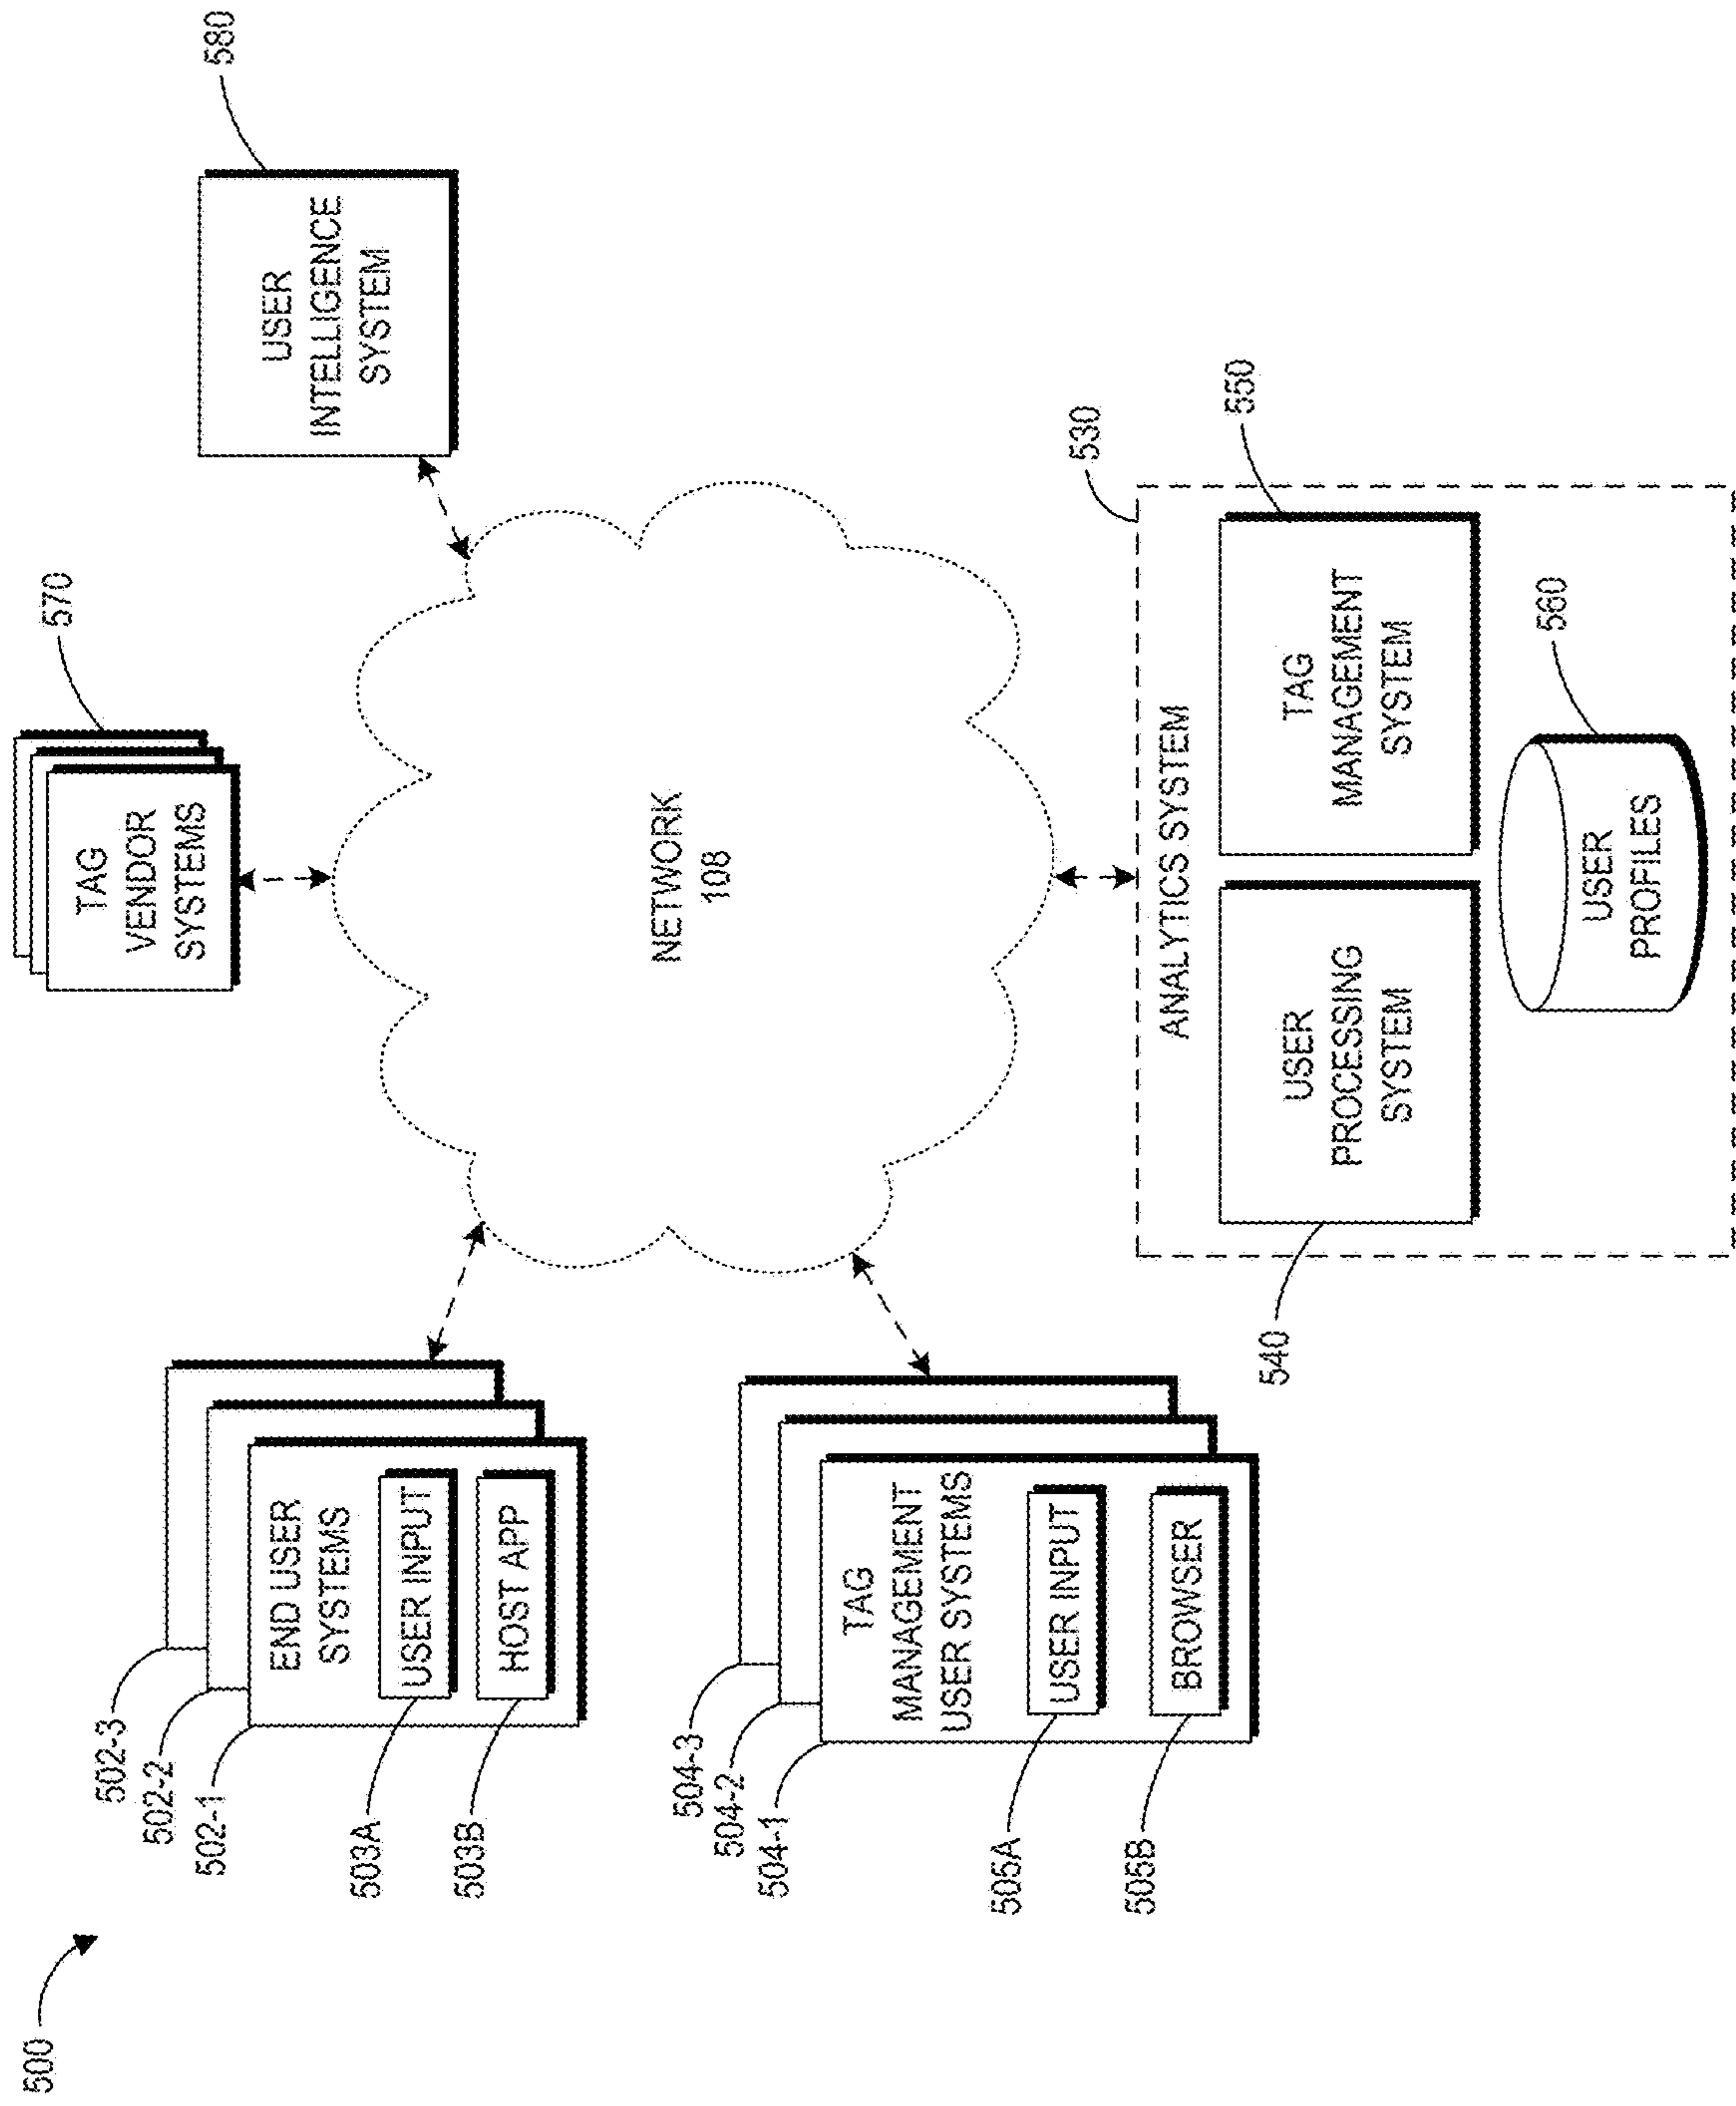 500
502-3
502-2
502-1
503A
503B
END USER
SYSTEMS
USER INPUT
HOST APP
504-3
504-2
504-1
505A
505B
TAG
MANAGEMENT
USER SYSTEMS
USER INPUT
BROWSER
TAG
VENDOR
SYSTEMS
570
USER
INTELLIGENCE
SYSTEM
580
NETWORK
108
530
ANALYTICS SYSTEM
540
USER
PROCESSING
SYSTEM
550
TAG
MANAGEMENT
SYSTEM
560
USER
PROFILES